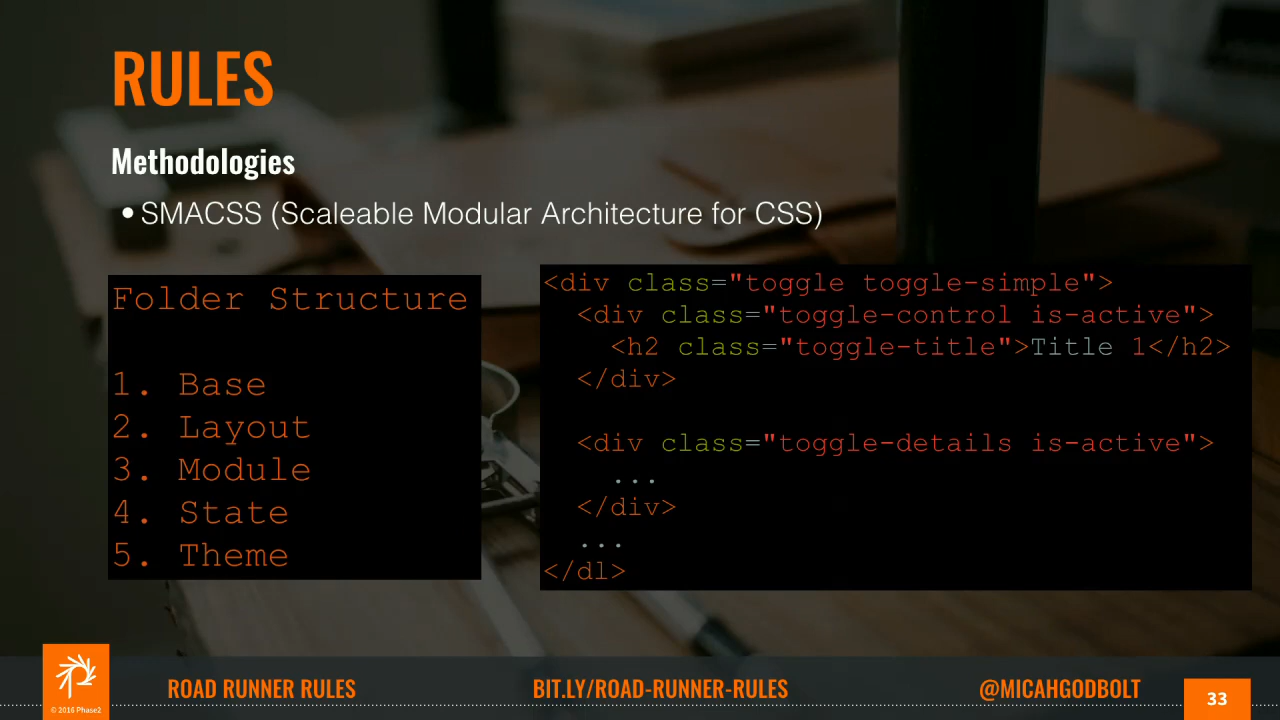 RULES
Methodologies
• SMACSS (Scaleable Modular Architecture for CSS)
Folder Structure
1. Base
2. Layout
3. Module
4. State
5. Theme
<div class="toggle toggle-simple">
<div class="toggle-control is-active">
<h2 class="toggle-title">Title 1</h2>
</div>
<div class="toggle-details is-active">
...
</div>
...
</dl>
© 2016 Phase2
ROAD RUNNER RULES
BIT.LY/ROAD-RUNNER-RULES
@MICAHGODBOLT
33